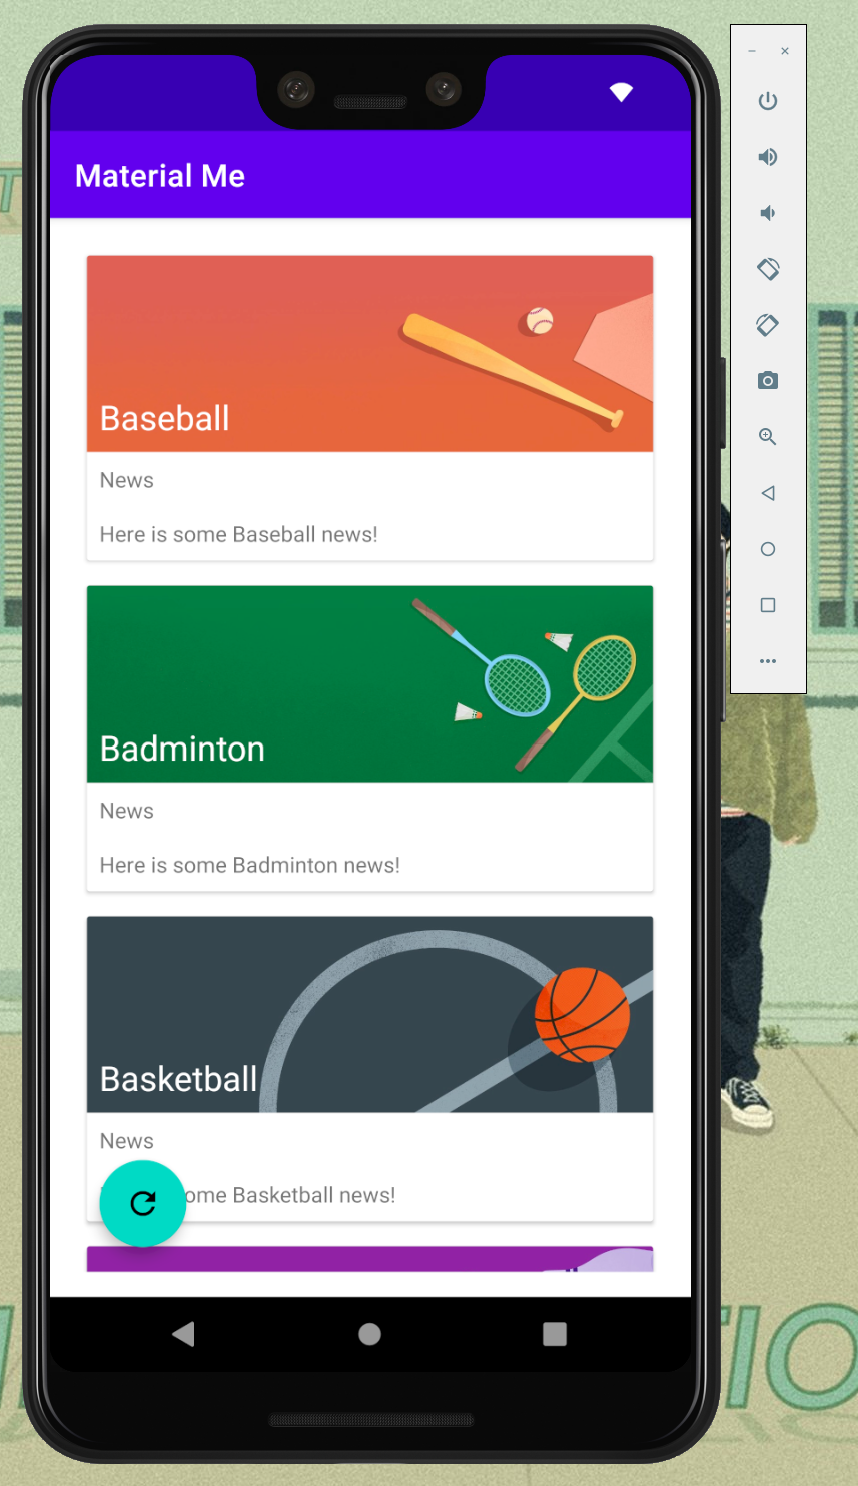 Material Me
Baseball
News
Here is some Baseball news!
Badminton
News
Here is some Badminton news!
Basketball
News
ome Basketball news!
TIO